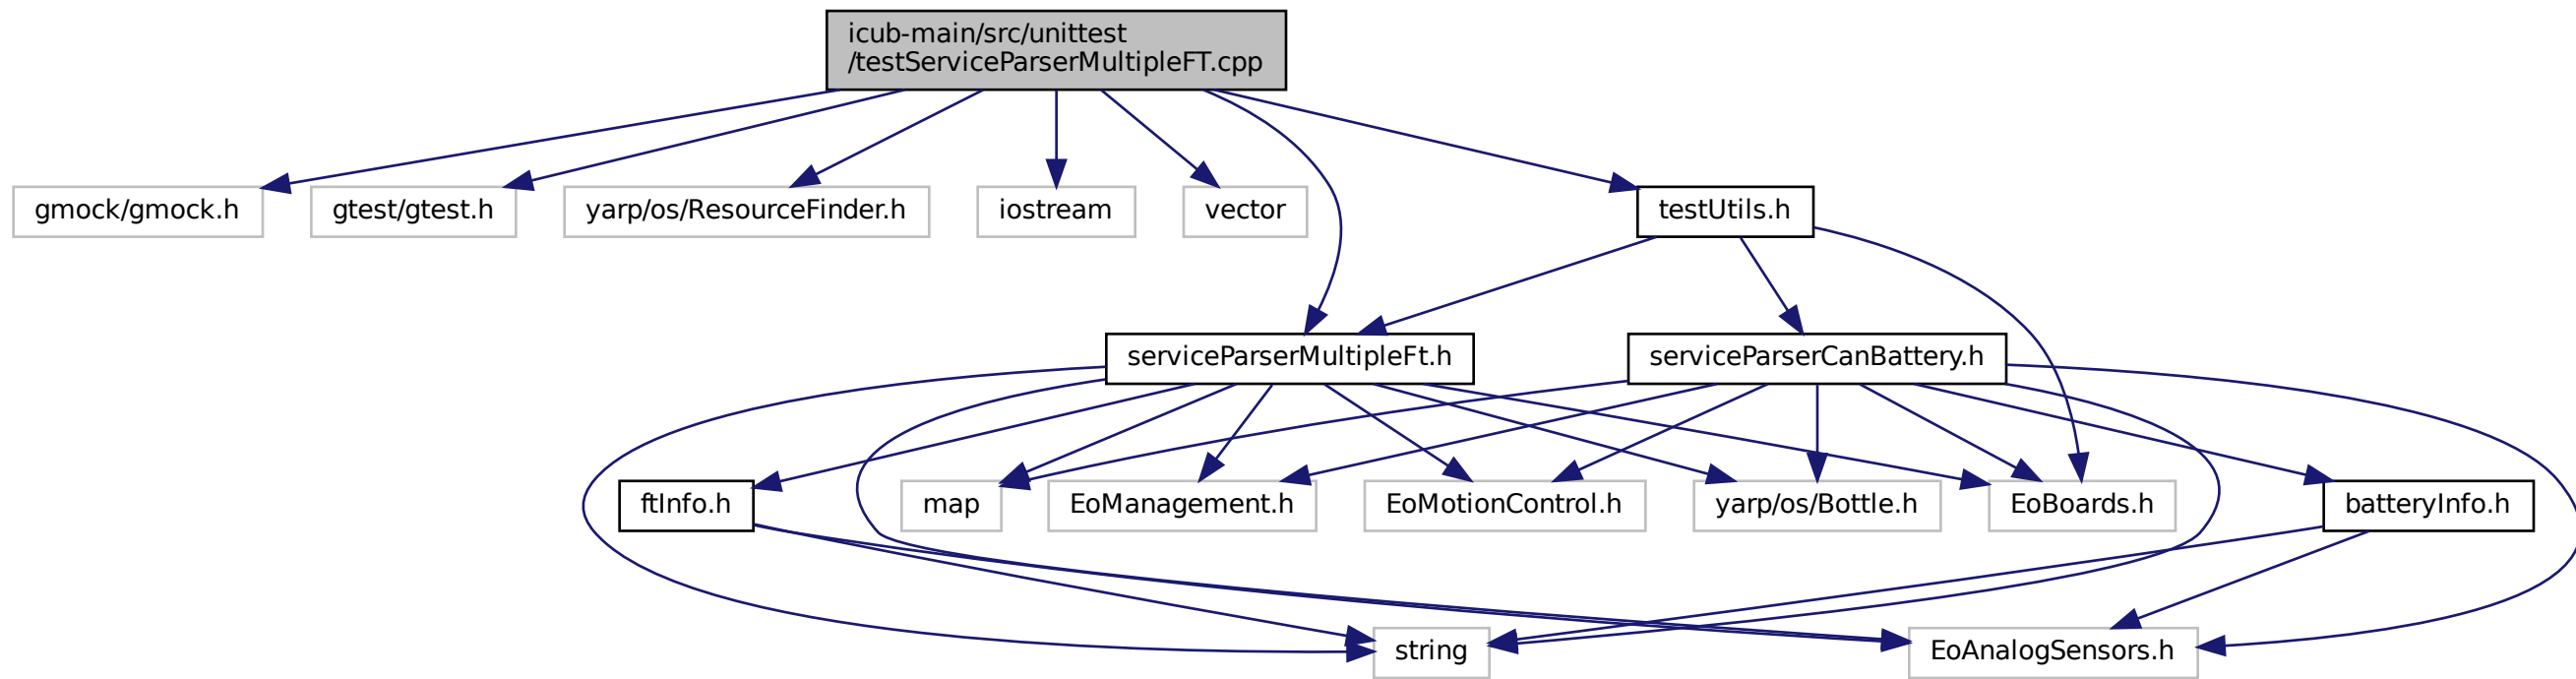 icub-main/src/unittest
/testServiceParserMultipleFT.cpp
gmock/gmock.h
gtest/gtest.h
yarp/os/ResourceFinder.h
iostream
vector
testUtils.h
serviceParserMultipleFt.h
serviceParserCanBattery.h
ftInfo.h
map
EoManagement.h
EoMotionControl.h
yarp/os/Bottle.h
EoBoards.h
batteryInfo.h
string
EoAnalogSensors.h